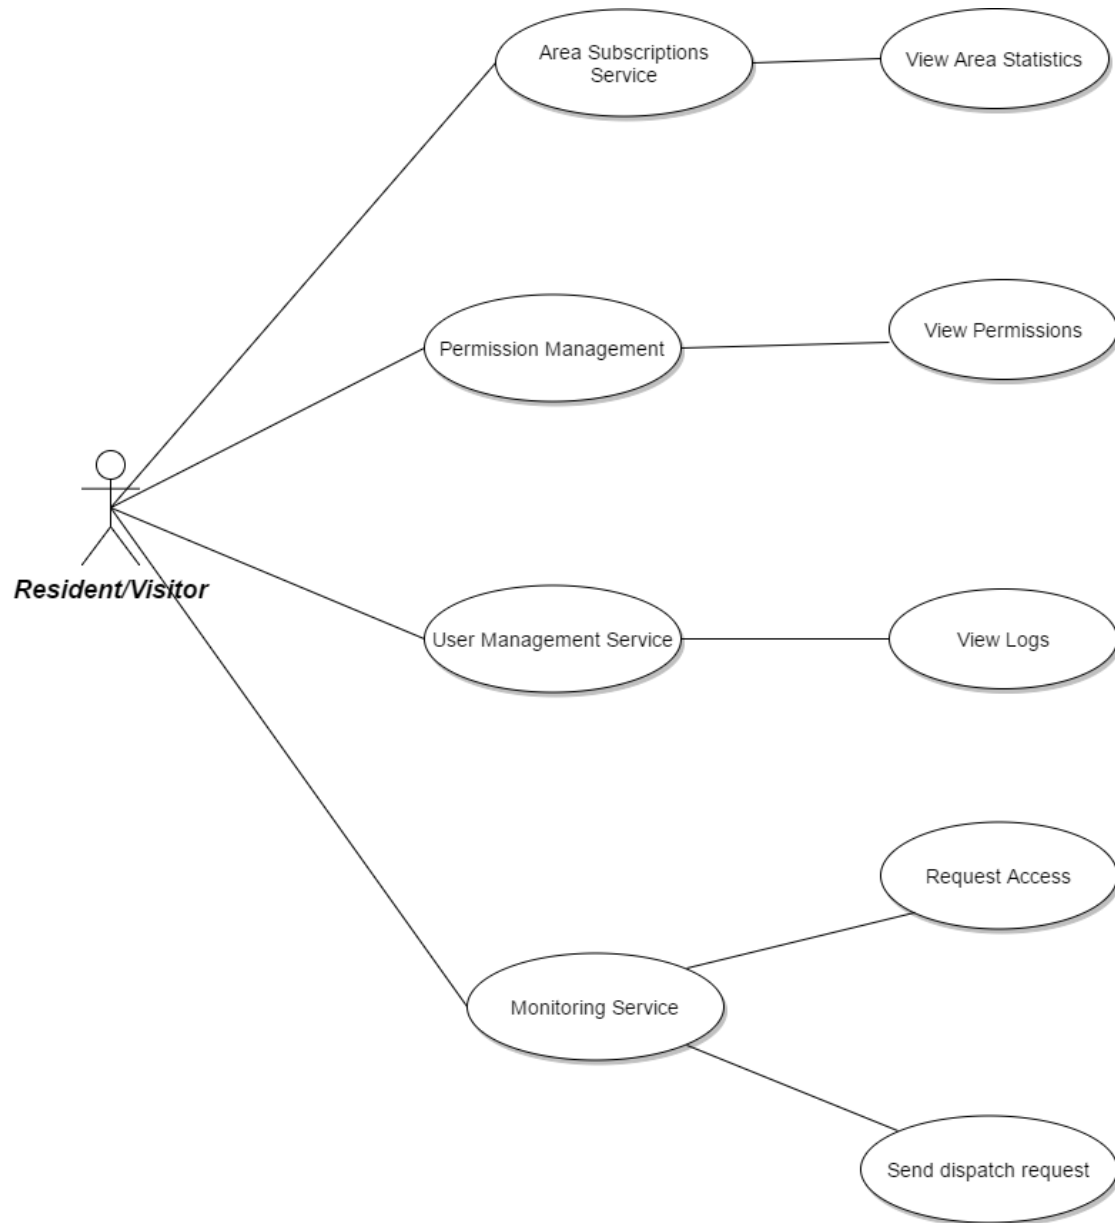 Area Subscriptions
Service
View Area Statistics
Permission Management
View Permissions
Resident/Visitor
User Management Service
View Logs
Request Access
Monitoring Service
Send dispatch request